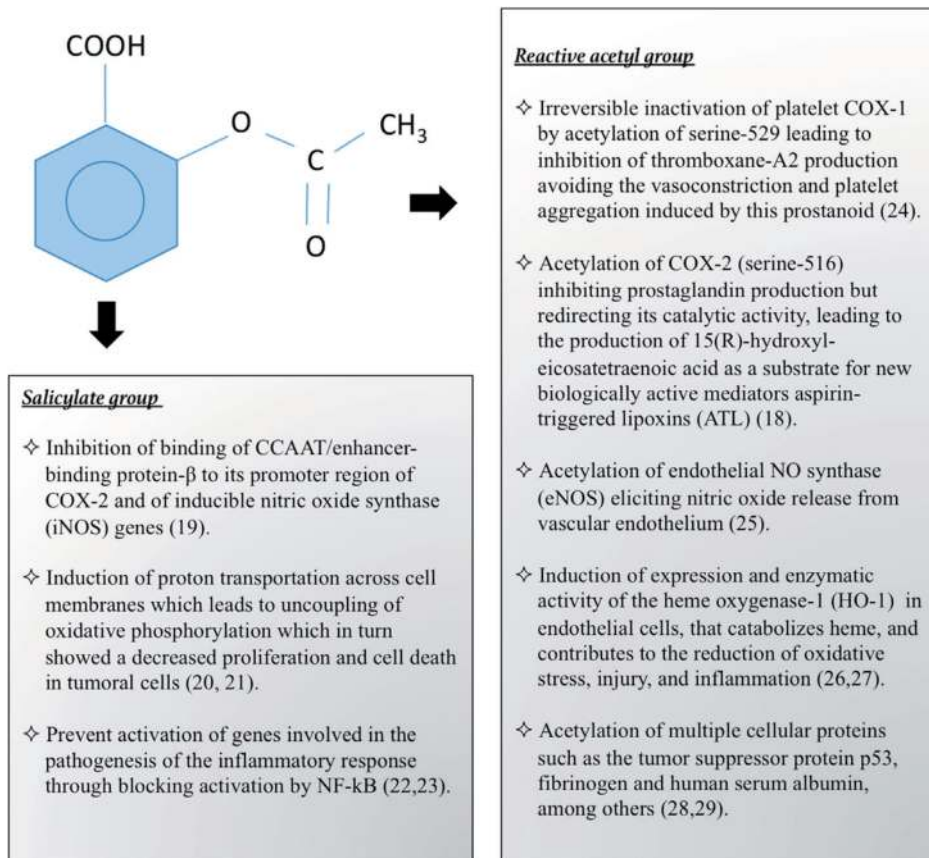 COOH
O
C
CH3
O
Reactive acetyl group
✧ Irreversible inactivation of platelet COX-1
by acetylation of serine-529 leading to
inhibition of thromboxane-A2 production
avoiding the vasoconstriction and platelet
aggregation induced by this prostanoid (24).
✧ Acetylation of COX-2 (serine-516)
inhibiting prostaglandin production but
redirecting its catalytic activity, leading to
the production of 15(R)-hydroxyl-
eicosatetraenoic acid as a substrate for new
biologically active mediators aspirin-
triggered lipoxins (ATL) (18).
✧ Acetylation of endothelial NO synthase
(eNOS) eliciting nitric oxide release from
vascular endothelium (25).
✧ Induction of expression and enzymatic
activity of the heme oxygenase-1 (HO-1) in
endothelial cells, that catabolizes heme, and
contributes to the reduction of oxidative
stress, injury, and inflammation (26,27).
✧ Acetylation of multiple cellular proteins
such as the tumor suppressor protein p53,
fibrinogen and human serum albumin,
among others (28,29).
Salicylate group
✧ Inhibition of binding of CCAAT/enhancer-
binding protein-β to its promoter region of
COX-2 and of inducible nitric oxide synthase
(iNOS) genes (19).
✧ Induction of proton transportation across cell
membranes which leads to uncoupling of
oxidative phosphorylation which in turn
showed a decreased proliferation and cell death
in tumoral cells (20, 21).
✧ Prevent activation of genes involved in the
pathogenesis of the inflammatory response
through blocking activation by NF-kB (22,23).